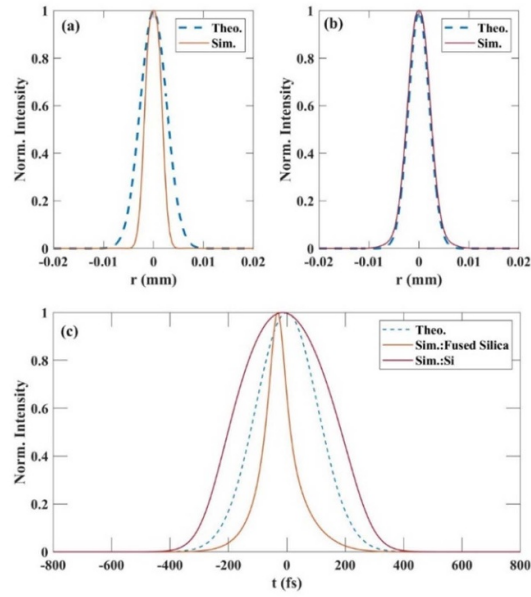 (a)
Theo.
Sim.
Norm. Intensity
1
0.8
0.6
0.4
0.2
0
-0.02 -0.01 0 0.01 0.02
r (mm)
(b)
Theo.
Sim.
Norm. Intensity
1
0.8
0.6
0.4
0.2
0
-0.02 -0.01 0 0.01 0.02
r (mm)
(c)
Theo.
Sim.:Fused Silica
Sim.:Si
Norm. Intensity
1
0.8
0.6
0.4
0.2
0
-800 -600 -400 -200 0 200 400 600 800
t (fs)